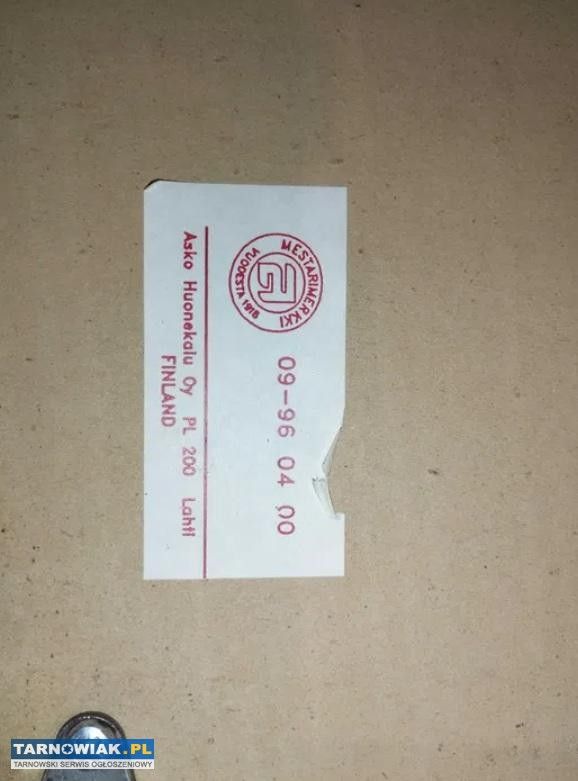 MESTARIMERKKI
VUODESTA 1918
09-96 04 00
Asko Huonekalu Oy PL 200 Lahti
FINLAND
TARNOWIAK.PL
TARNOWSKI SERWIS OGŁOSZENIOWY